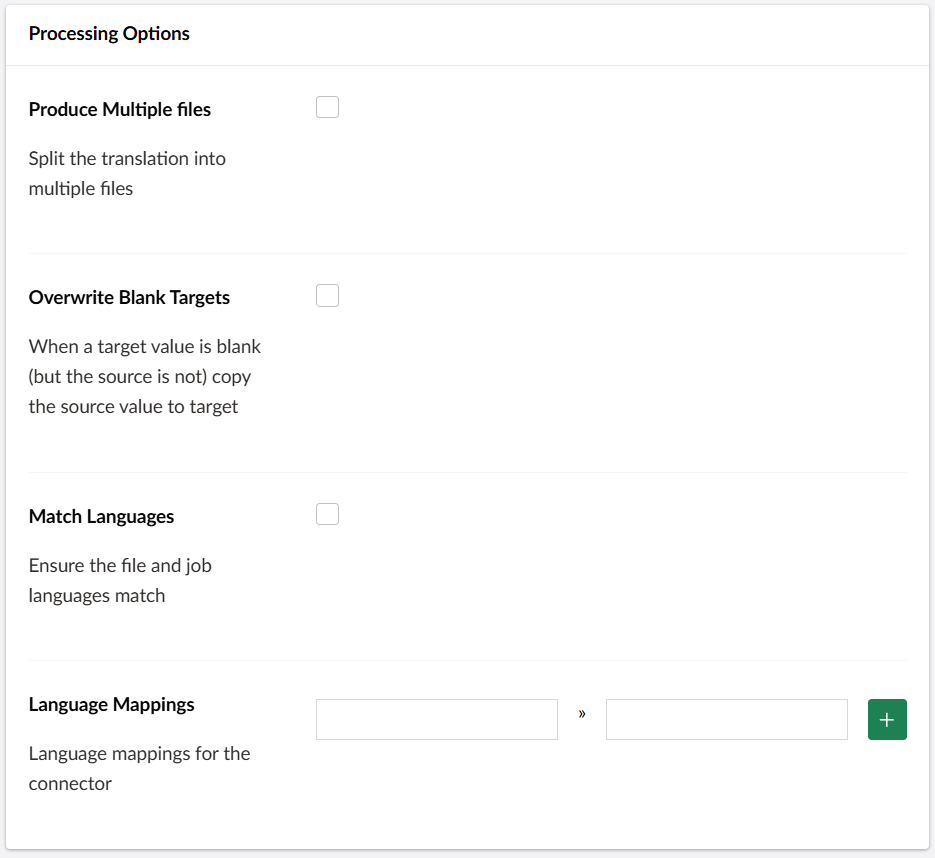 Processing Options
Produce Multiple files
Split the translation into
multiple files
Overwrite Blank Targets
When a target value is blank
(but the source is not) copy
the source value to target
Match Languages
Ensure the file and job
languages match
Language Mappings
»
+
Language mappings for the
connector